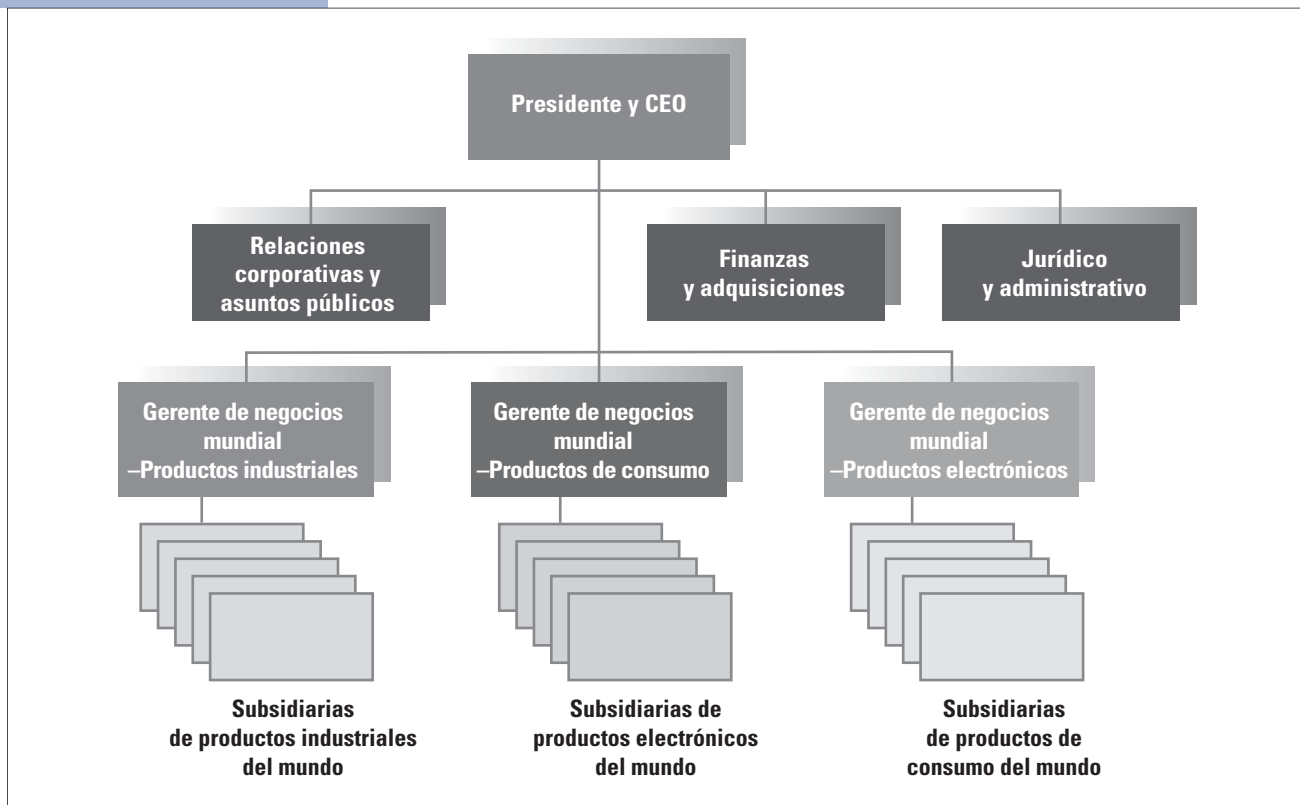 Presidente y CEO
Relaciones
corporativas y
asuntos públicos
Finanzas
y adquisiciones
Jurídico
y administrativo
Gerente de negocios
mundial
–Productos industriales
Gerente de negocios
mundial
–Productos de consumo
Gerente de negocios
mundial
–Productos electrónicos
Subsidiarias
de productos industriales
del mundo
Subsidiarias de
productos electrónicos
del mundo
Subsidiarias
de productos de
consumo del mundo